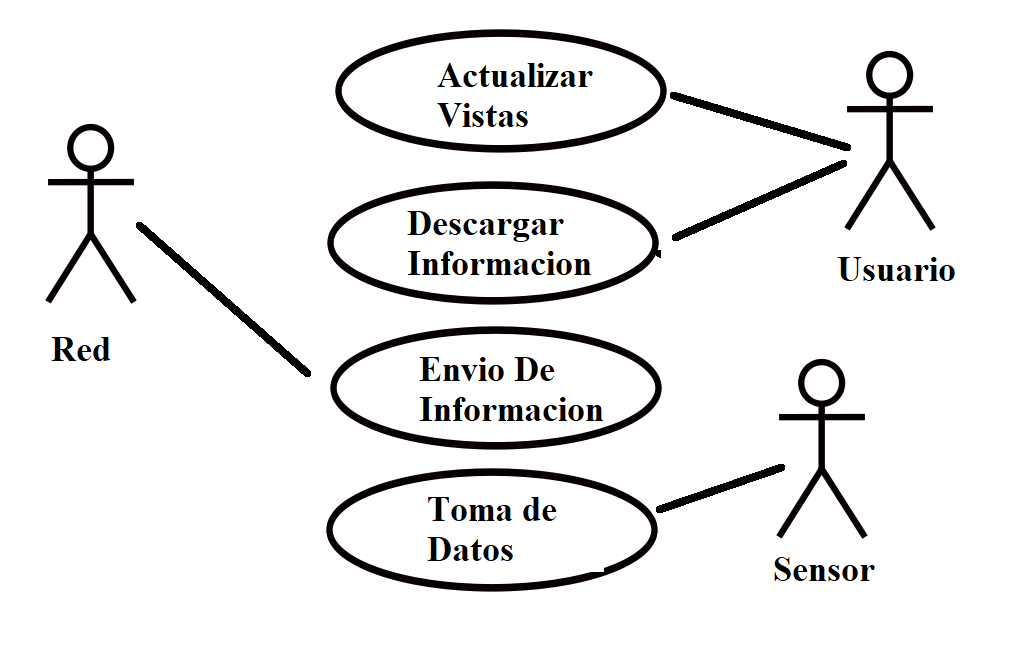 Actualizar
Vistas
Descargar
Informacion
Usuario
Red
Envio De
Informacion
Toma de
Datos
Sensor